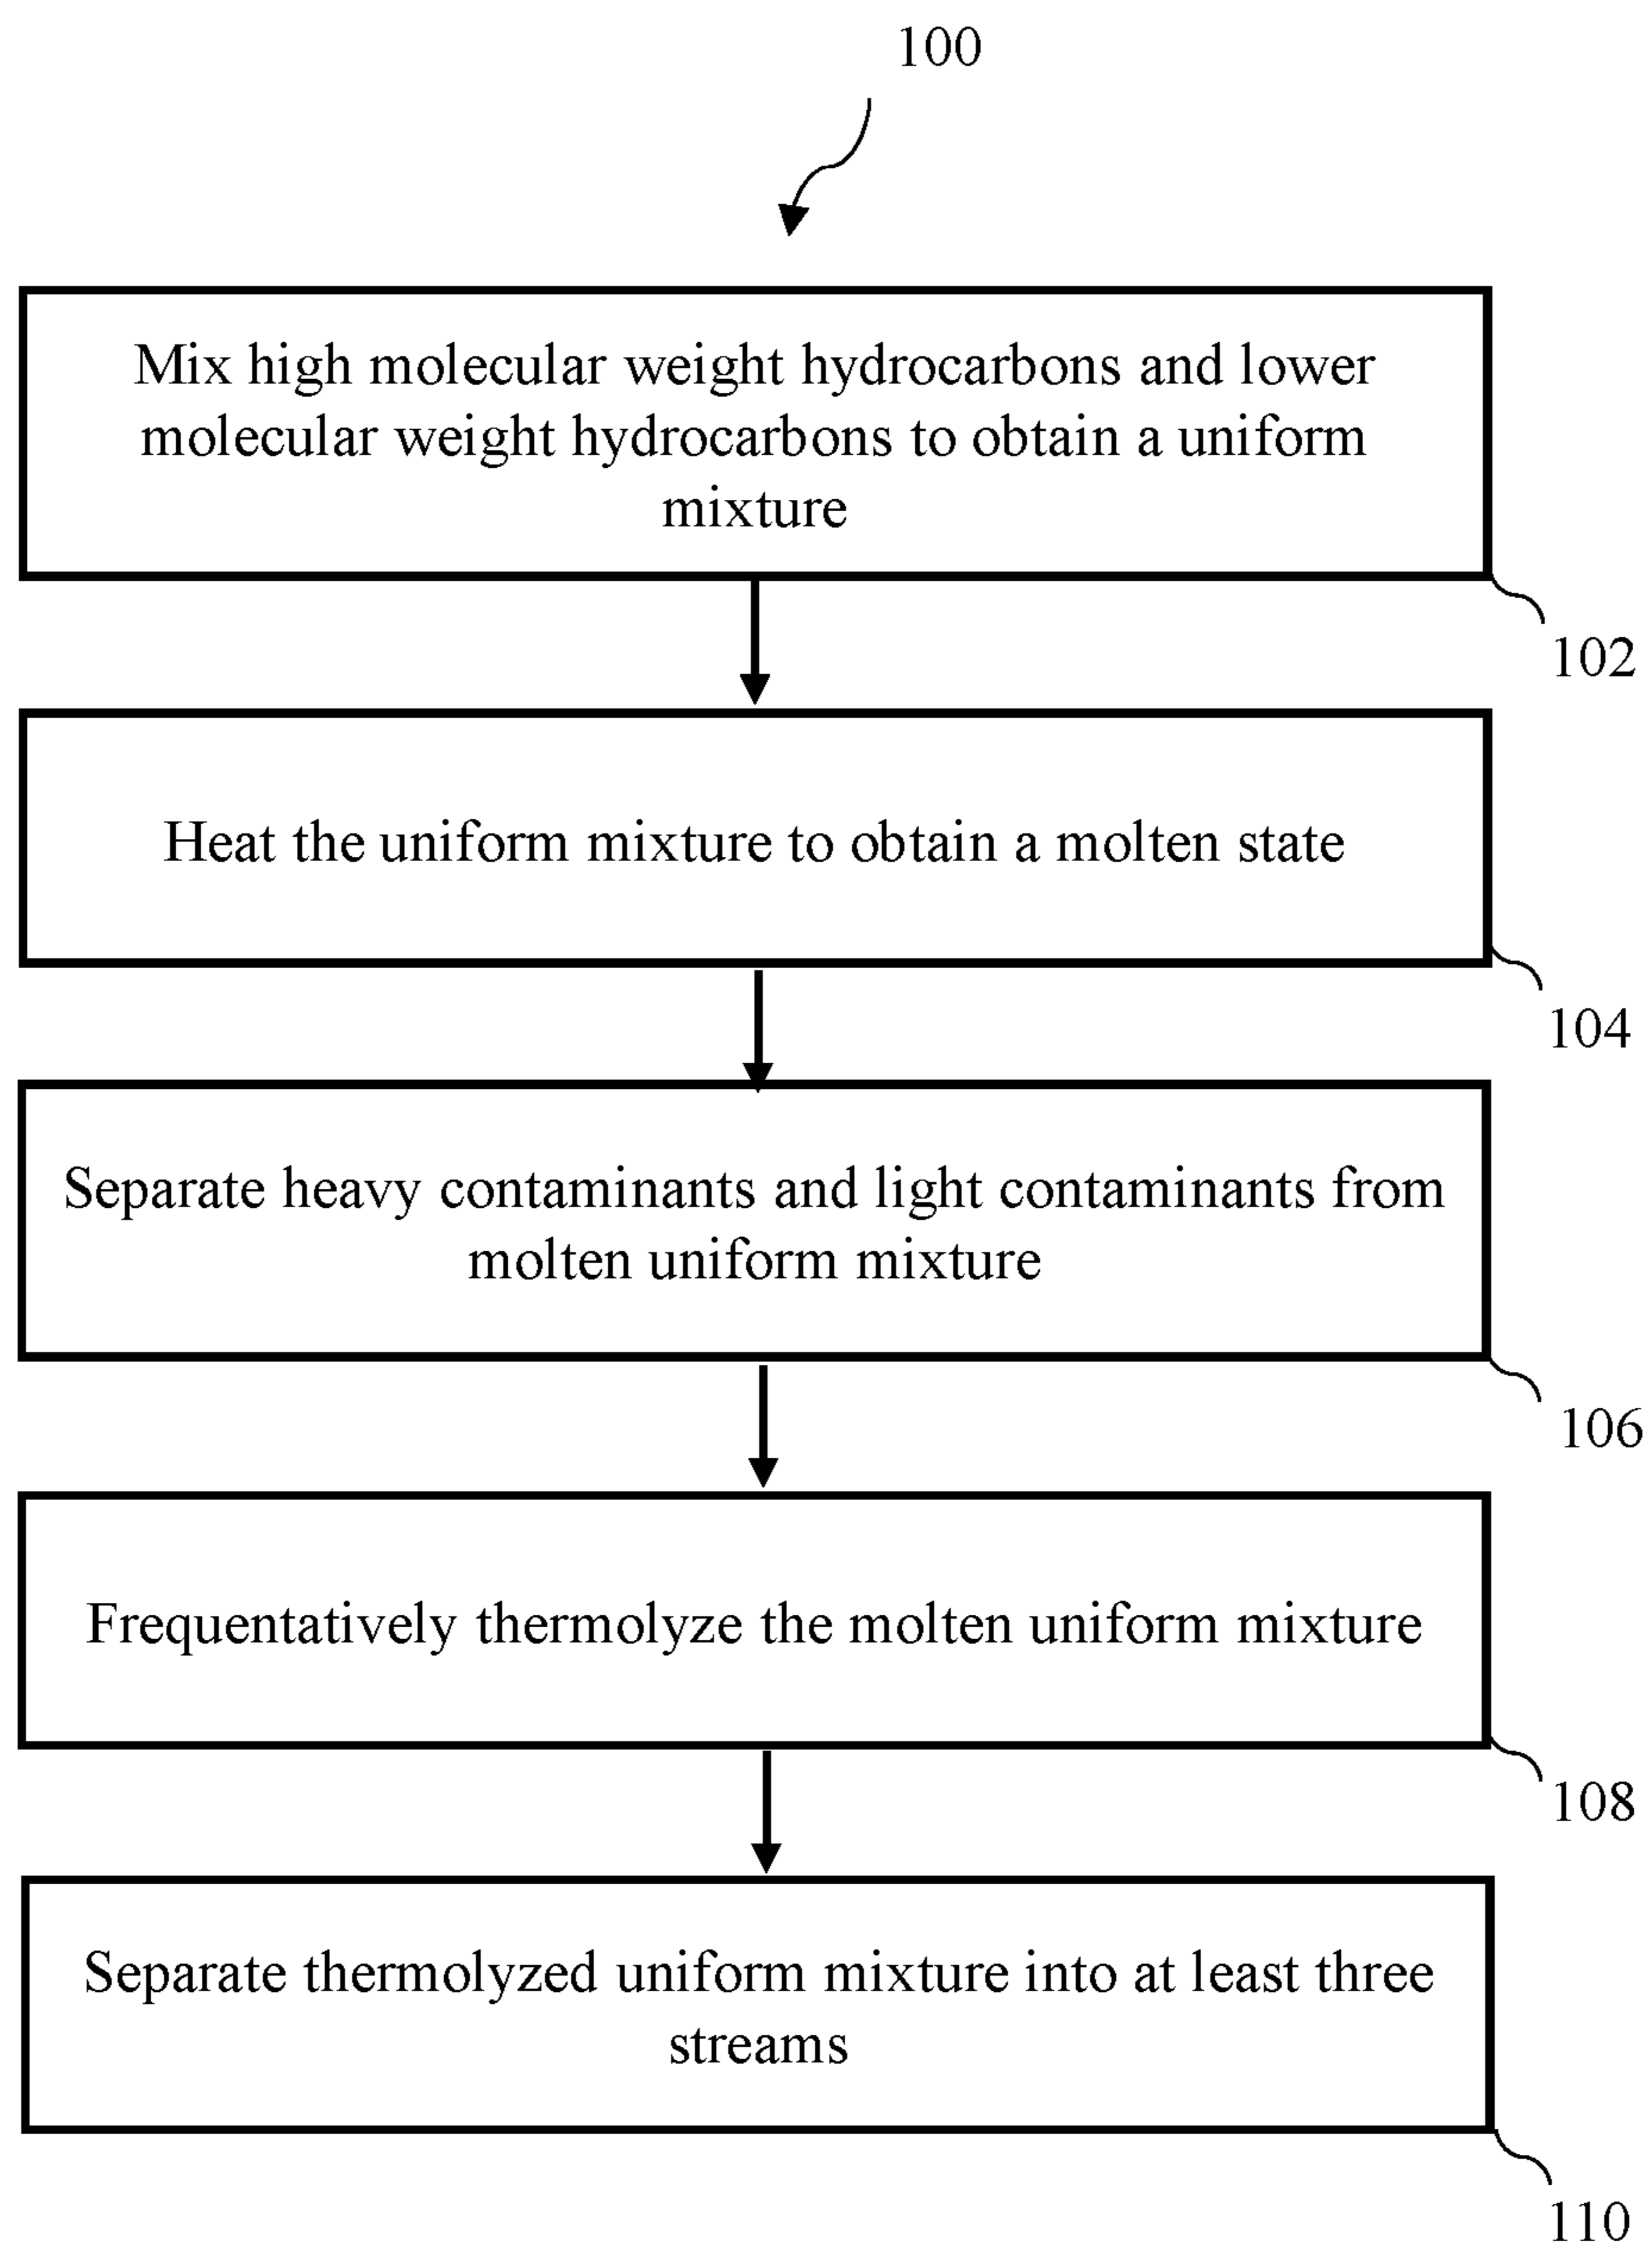 100
Mix high molecular weight hydrocarbons and lower
molecular weight hydrocarbons to obtain a uniform
mixture
102
Heat the uniform mixture to obtain a molten state
104
Separate heavy contaminants and light contaminants from
molten uniform mixture
106
Frequentatively thermolyze the molten uniform mixture
108
Separate thermolyzed uniform mixture into at least three
streams
110